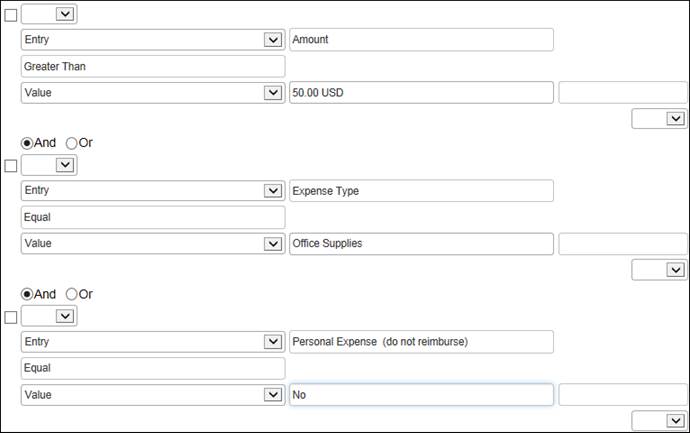 Entry Amount
Greater Than
Value 50.00 USD
And Or
Entry Expense Type
Equal
Value Office Supplies
And Or
Entry Personal Expense (do not reimburse)
Equal
Value No